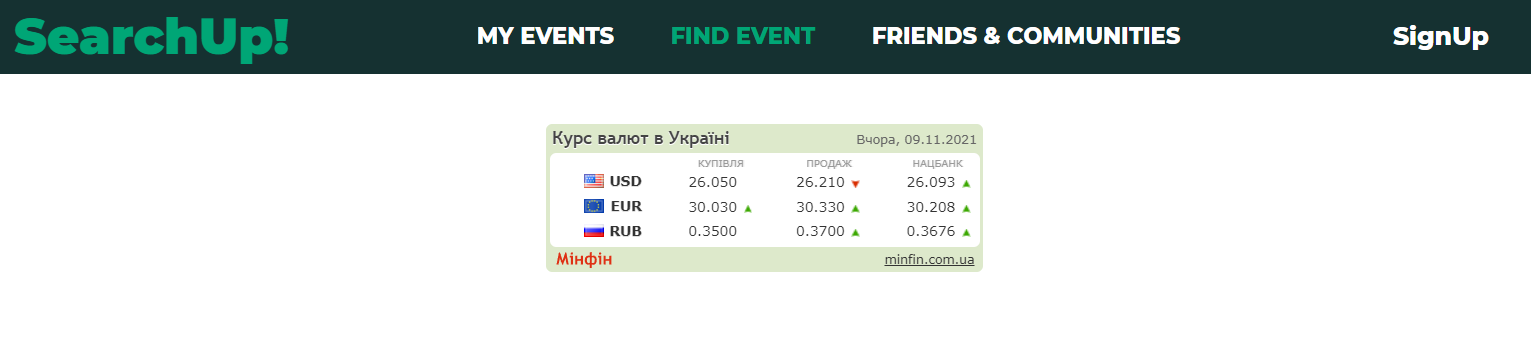 SearchUp! MY EVENTS FIND EVENT FRIENDS & COMMUNITIES SignUp
Курс валют в Україні Вчора, 09.11.2021
КУПІВЛЯ ПРОДАЖ НАЦБАНК
USD 26.050 26.210 26.093
EUR 30.030 30.330 30.208
RUB 0.3500 0.3700 0.3676
Мінфін minfin.com.ua